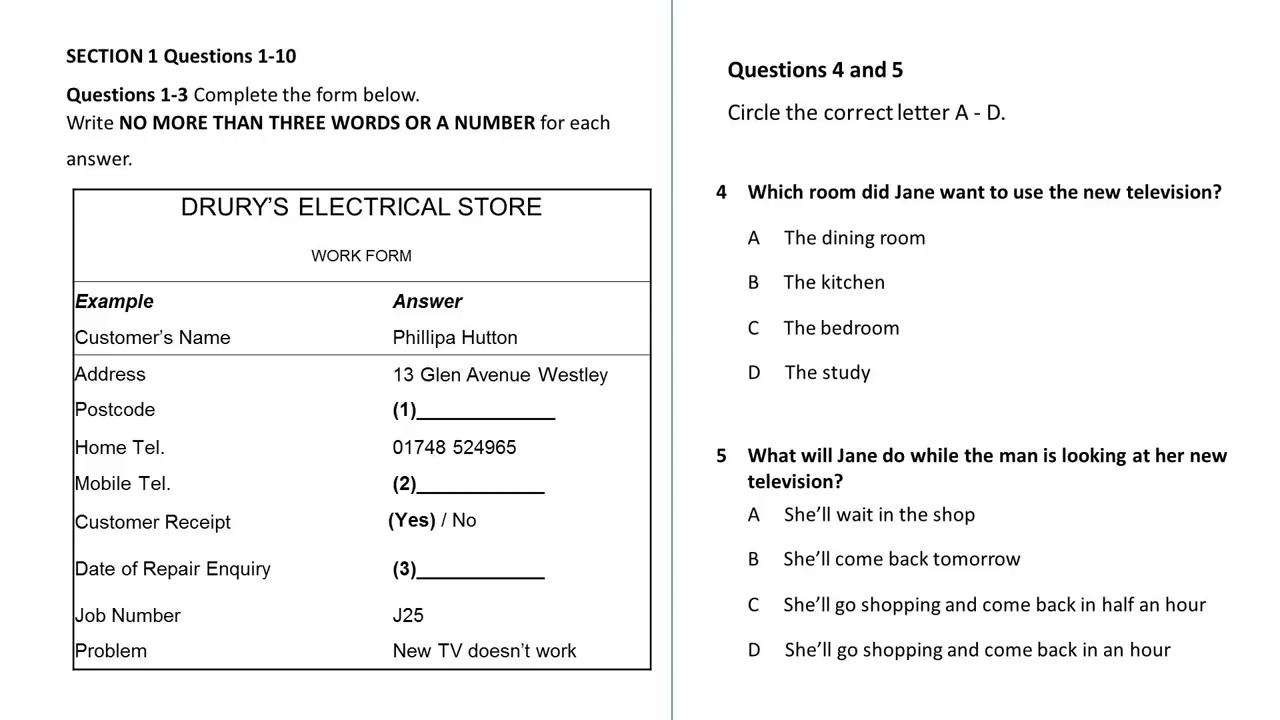 SECTION 1 Questions 1-10
Questions 1-3 Complete the form below.
Write NO MORE THAN THREE WORDS OR A NUMBER for each
answer.
DRURY'S ELECTRICAL STORE
WORK FORM
Example Answer
Customer's Name Phillipa Hutton
Address 13 Glen Avenue Westley
Postcode (1)_____________
Home Tel. 01748 524965
Mobile Tel. (2)____________
Customer Receipt (Yes) / No
Date of Repair Enquiry (3)____________
Job Number J25
Problem New TV doesn't work
Questions 4 and 5
Circle the correct letter A - D.
4 Which room did Jane want to use the new television?
A The dining room
B The kitchen
C The bedroom
D The study
5 What will Jane do while the man is looking at her new
television?
A She'll wait in the shop
B She'll come back tomorrow
C She'll go shopping and come back in half an hour
D She'll go shopping and come back in an hour